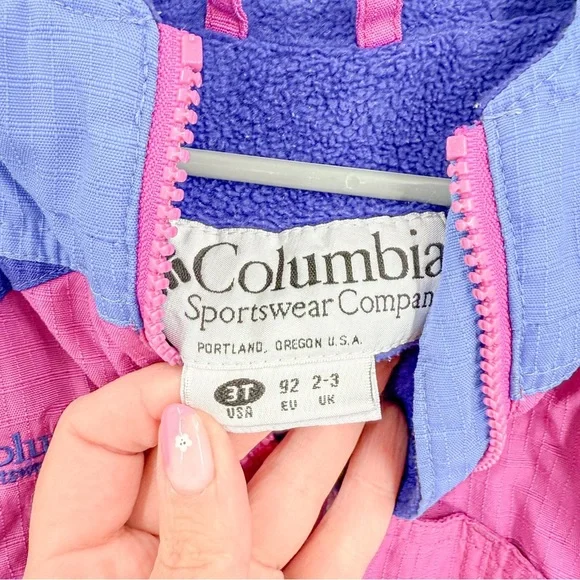 Columbia
Sportswear Compan
PORTLAND, OREGON U.S.A.
3T 92 2-3
USA EU UK